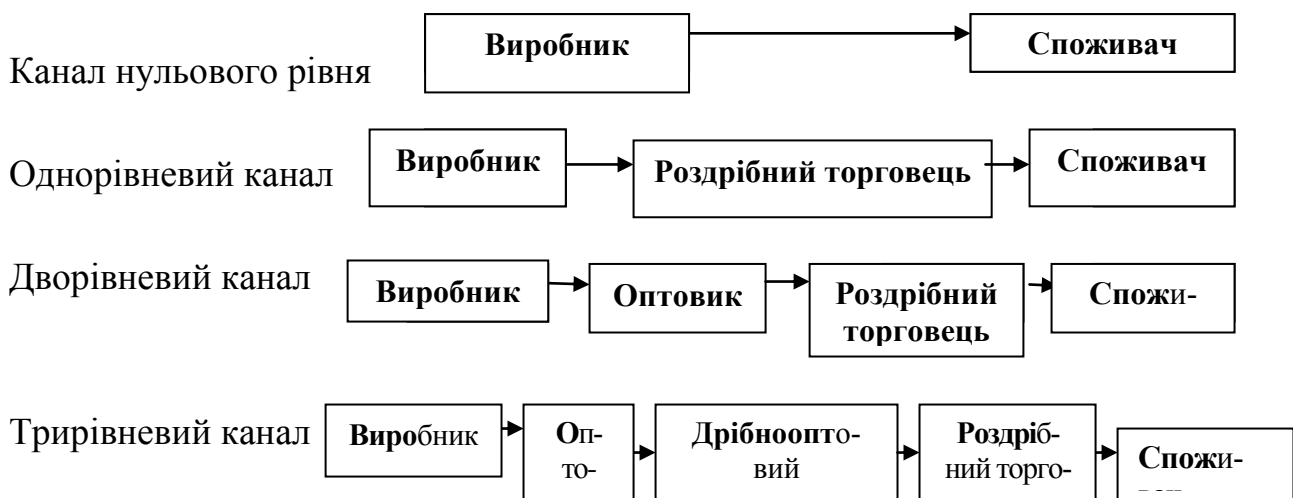 Канал нульового рівня Виробник Споживач
Однорівневий канал Виробник Роздрібний торговець Споживач
Дворівневий канал Виробник Оптовик Роздрібний Спожи-
торговець
Трирівневий канал Виробник Оп- Дрібнооптo- Роздріб- Спожи-
то- вий ний торго-